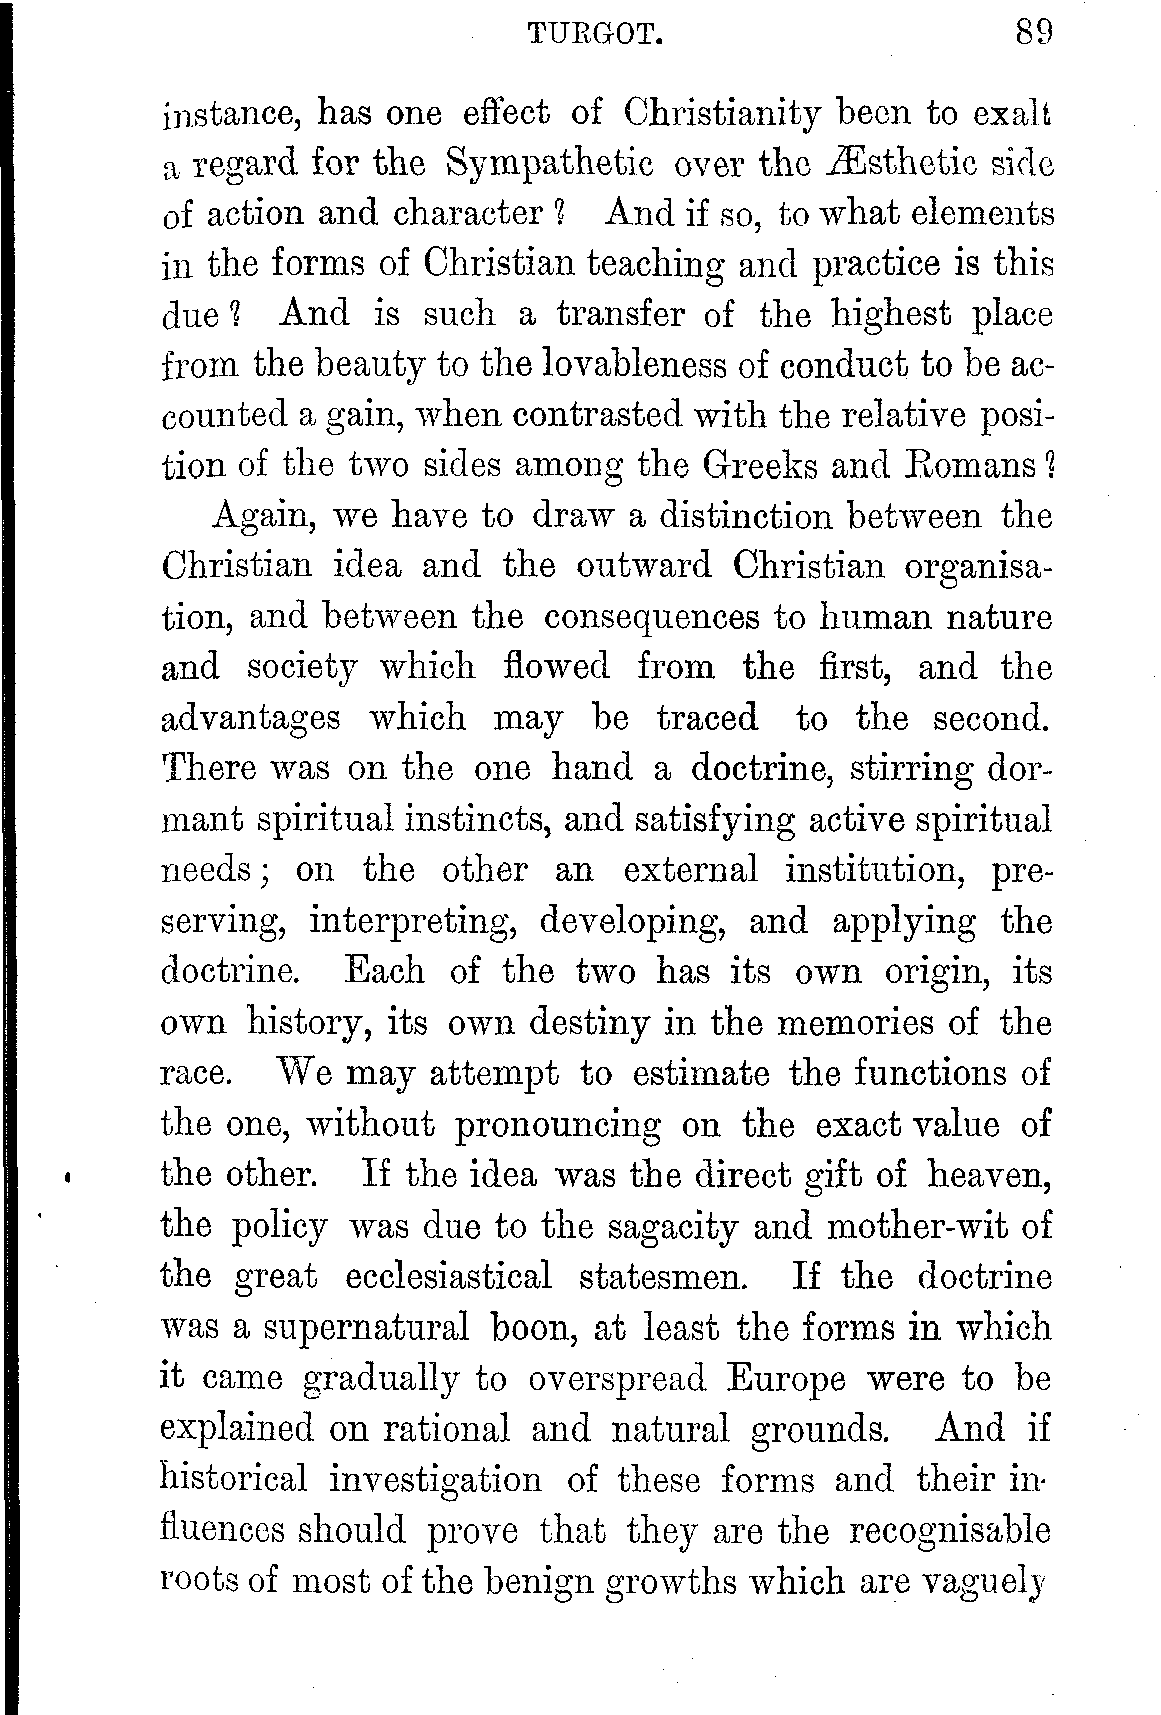 TURGOT. 89
instance, has one effect of Christianity been to exalt
a regard for the Sympathetic over the Æsthetic side
of action and character? And if so, to what elements
in the forms of Christian teaching and practice is this
due? And is such a transfer of the highest place
from the beauty to the lovableness of conduct to be ac-
counted a gain, when contrasted with the relative posi-
tion of the two sides among the Greeks and Romans?
Again, we have to draw a distinction between the
Christian idea and the outward Christian organisa-
tion, and between the consequences to human nature
and society which flowed from the first, and the
advantages which may be traced to the second.
There was on the one hand a doctrine, stirring dor-
mant spiritual instincts, and satisfying active spiritual
needs; on the other an external institution, pre-
serving, interpreting, developing, and applying the
doctrine. Each of the two has its own origin, its
own history, its own destiny in the memories of the
race. We may attempt to estimate the functions of
the one, without pronouncing on the exact value of
the other. If the idea was the direct gift of heaven,
the policy was due to the sagacity and mother-wit of
the great ecclesiastical statesmen. If the doctrine
was a supernatural boon, at least the forms in which
it came gradually to overspread Europe were to be
explained on rational and natural grounds. And if
historical investigation of these forms and their in-
fluences should prove that they are the recognisable
roots of most of the benign growths which are vaguely